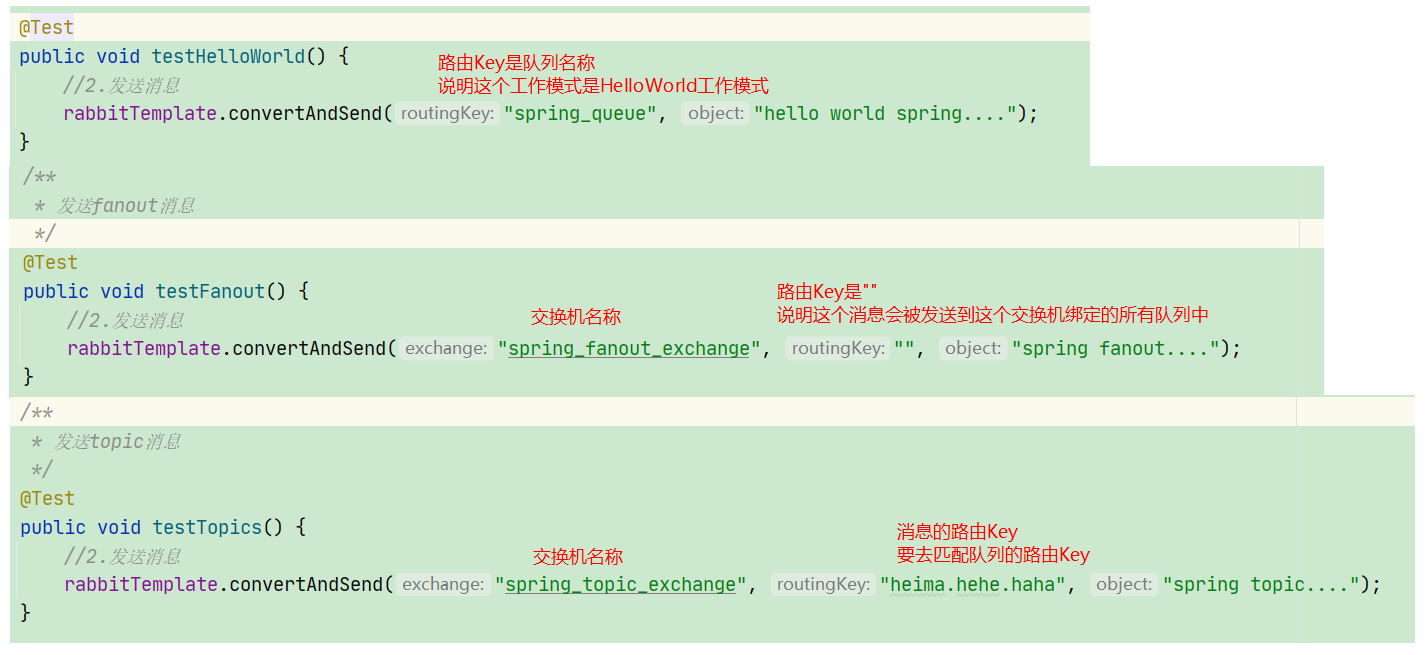 @Test
public void testHelloWorld() {
路由Key是队列名称
//2.发送消息
说明这个工作模式是HelloWorld工作模式
rabbitTemplate.convertAndSend( routingKey: "spring_queue", object: "hello world spring....");
}
/**
* 发送fanout消息
*/
@Test
public void testFanout() {
路由Key是""
//2.发送消息
交换机名称
说明这个消息会被发送到这个交换机绑定的所有队列中
rabbitTemplate.convertAndSend( exchange: "spring_fanout_exchange", routingKey: "", object: "spring fanout....");
}
/**
* 发送topic消息
*/
@Test
public void testTopics() {
消息的路由Key
//2.发送消息
交换机名称
要去匹配队列的路由Key
rabbitTemplate.convertAndSend( exchange: "spring_topic_exchange", routingKey: "heima.hehe.haha", object: "spring topic....");
}